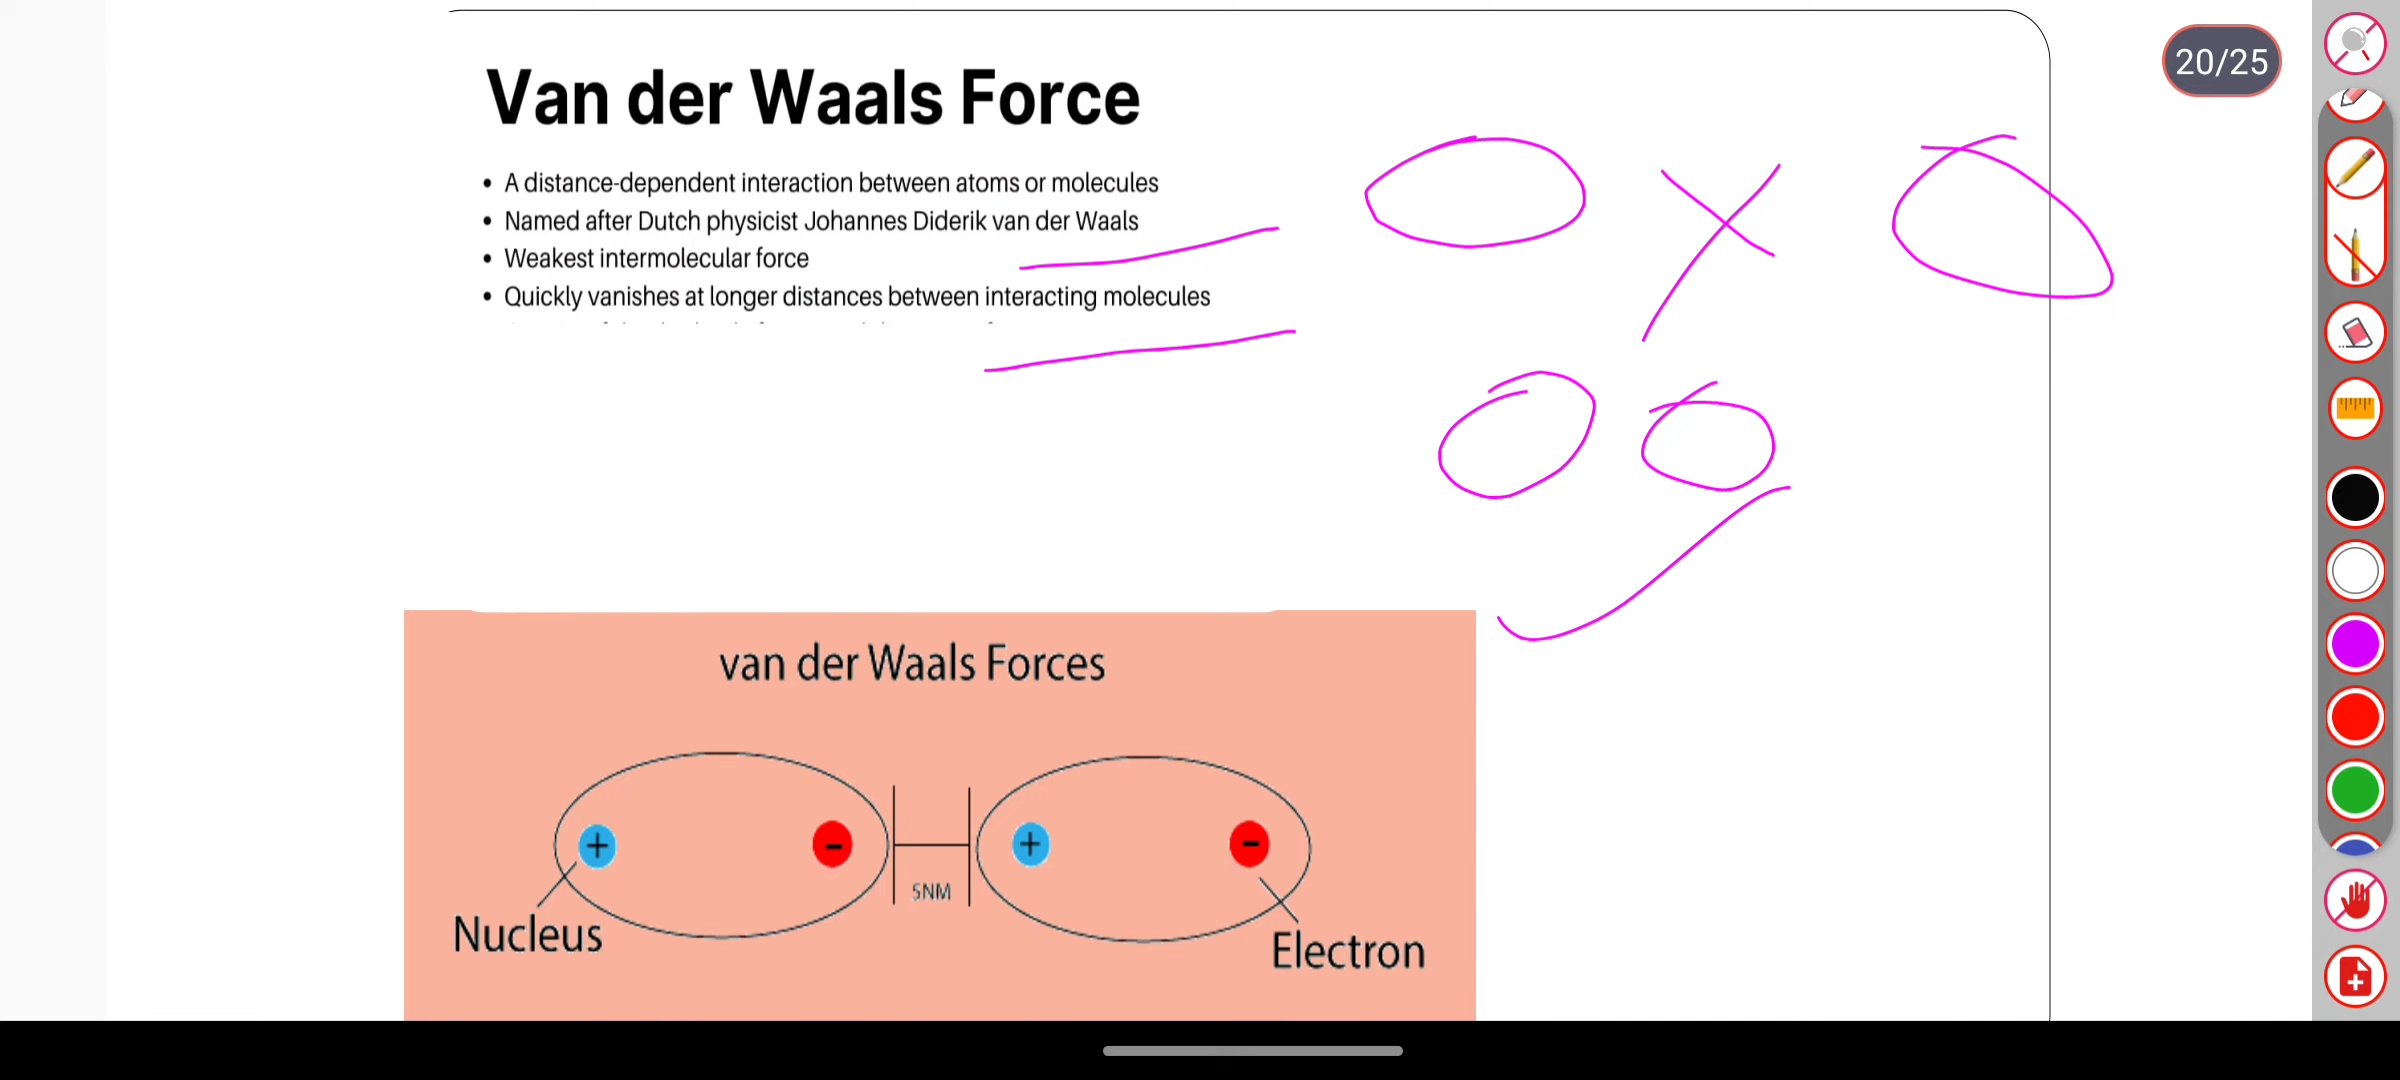 20/25
Van der Waals Force
• A distance-dependent interaction between atoms or molecules
• Named after Dutch physicist Johannes Diderik van der Waals
• Weakest intermolecular force
• Quickly vanishes at longer distances between interacting molecules
van der Waals Forces
+ - + -
5NM
Nucleus
Electron